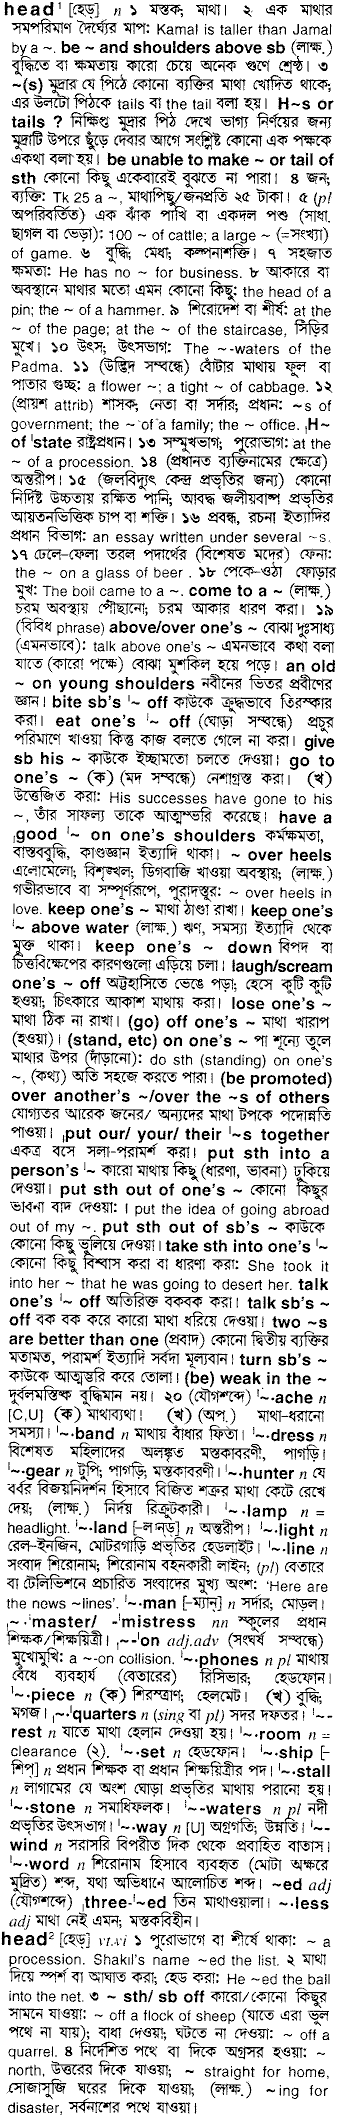 head¹ [হেড্] n ১ মস্তক; মাথা। ২ এক মাথার
সমপরিমাণ দৈর্ঘ্যের মাপ: Kamal is taller than Jamal
by a ~. be ~ and shoulders above sb (লাক্ষ.)
বুদ্ধিতে বা ক্ষমতায় কারো চেয়ে অনেক গুণে শ্রেষ্ঠ। ৩
~(s) মুদ্রার যে পিঠে কোনো ব্যক্তির মাথা খোদিত থাকে;
এর উলটো পিঠকে tails বা the tail বলা হয়। H~s or
tails ? নিক্ষিপ্ত মুদ্রার পিঠ দেখে ভাগ্য নির্ণয়ের জন্য
মুদ্রাটি উপরে ছুঁড়ে দেবার আগে সংশ্লিষ্ট কোনো এক পক্ষকে
একথা বলা হয়। be unable to make ~ or tail of
sth কোনো কিছু একেবারেই বুঝতে না পারা। ৪ জন;
ব্যক্তি: Tk 25 a ~, মাথাপিছু/জনপ্রতি ২৫ টাকা। ৫ (pl
অপরিবর্তিত) এক ঝাঁক পাখি বা একদল পশু (সাধা.
ছাগল বা ভেড়া): 100 ~ of cattle; a large ~ (=সংখ্যা)
of game. ৬ বুদ্ধি; মেধা; কল্পনাশক্তি। ৭ সহজাত
ক্ষমতা: He has no ~ for business. ৮ আকারে বা
অবস্থানে মাথার মতো এমন কোনো কিছু: the head of a
pin; the ~ of a hammer. ৯ শিরোদেশ বা শীর্ষ: at the
~ of the page; at the ~ of the staircase, সিঁড়ির
মুখে। ১০ উৎস; উৎসভাগ: The ~-waters of the
Padma. ১১ (উদ্ভিদ সম্বন্ধে) বোঁটার মাথায় ফুল বা
পাতার গুচ্ছ: a flower ~; a tight ~ of cabbage. ১২
(প্রায়শ attrib) শাসক; নেতা বা সর্দার; প্রধান: ~s of
government; the ~ of a family; the ~ office. ˌH~
of ˈstate রাষ্ট্রপ্রধান। ১৩ সম্মুখভাগ; পুরোভাগ: at the
~ of a procession. ১৪ (প্রধানত ব্যক্তিনামের ক্ষেত্রে)
অন্তরীপ। ১৫ (জলবিদ্যুৎ কেন্দ্র প্রভৃতির জন্য) কোনো
নির্দিষ্ট উচ্চতায় রক্ষিত পানি; আবদ্ধ জলীয়বাষ্প প্রভৃতির
আয়তনভিত্তিক চাপ বা শক্তি। ১৬ প্রবন্ধ, রচনা ইত্যাদির
প্রধান বিভাগ: an essay written under several ~s.
১৭ ঢেলে-ফেলা তরল পদার্থের (বিশেষত মদের) ফেনা:
the ~ on a glass of beer . ১৮ পেকে-ওঠা ফোড়ার
মুখ: The boil came to a ~. come to a ~ (লাক্ষ.)
চরম অবস্থায় পৌঁছানো; চরম আকার ধারণ করা। ১৯
(বিবিধ phrase) above/over one's ~ বোঝা দুঃসাধ্য
(এমনভাবে): talk above one's ~ এমনভাবে কথা বলা
যাতে (কারো পক্ষে) বোঝা মুশকিল হয়ে পড়ে। an old
~ on young shoulders নবীনের ভিতর প্রবীণের
জ্ঞান। bite sb's ˈ~ off কাউকে ক্রুদ্ধভাবে তিরস্কার
করা। eat one's ˈ~ off (ঘোড়া সম্বন্ধে) প্রচুর
পরিমাণে খাওয়া কিন্তু কাজ বলতে গেলে না করা। give
sb his ~ কাউকে ইচ্ছামতো চলতে দেওয়া। go to
one's ~ (ক) (মদ সম্বন্ধে) নেশাগ্রস্ত করা। (খ)
উত্তেজিত করা: His successes have gone to his
~, তাঁর সাফল্য তাকে আত্মম্ভরি করেছে। have a
ˌgood ˈ~ on one's shoulders কর্মক্ষমতা,
বাস্তববুদ্ধি, কাণ্ডজ্ঞান ইত্যাদি থাকা। ~ over heels
এলোমেলো; বিশৃঙ্খল; ডিগবাজি খাওয়া অবস্থায়; (লাক্ষ.)
গভীরভাবে বা সম্পূর্ণরূপে, পুরাদস্তুর: ~ over heels in
love. keep one's ~ মাথা ঠাণ্ডা রাখা। keep one's
ˈ~ above water (লাক্ষ.) ঋণ, সমস্যা ইত্যাদি থেকে
মুক্ত থাকা। keep one's ~ down বিপদ বা
চিত্তবিক্ষেপের কারণগুলো এড়িয়ে চলা। laugh/scream
one's ~ off অট্টহাসিতে ভেঙে পড়া; হেসে কুটি কুটি
হওয়া; চিৎকারে আকাশ মাথায় করা। lose one's ~
মাথা ঠিক না রাখা। (go) off one's ~ মাথা খারাপ
(হওয়া)। (stand, etc) on one's ~ পা শূন্যে তুলে
মাথার উপর (দাঁড়ানো): do sth (standing) on one's
~, (কথ্য) অতি সহজে করতে পারা। (be promoted)
over another's ~/over the ~s of others
যোগ্যতর আরেক জনের/ অন্যদের মাথা টপকে পদোন্নতি
পাওয়া। ˌput our/ your/ their ˈ~s together
একত্র বসে সলা-পরামর্শ করা। put sth into a
person's ˈ~ কারো মাথায় কিছু (ধারণা, ভাবনা) ঢুকিয়ে
দেওয়া। put sth out of one's ~ কোনো কিছুর
ভাবনা বাদ দেওয়া: I put the idea of going abroad
out of my ~. put sth out of sb's ~ কাউকে
কোনো কিছু ভুলিয়ে দেওয়া। take sth into one's ˈ~
কোনো কিছু বিশ্বাস করা বা ধারণা করা: She took it
into her ~ that he was going to desert her. talk
one's ˈ~ off অতিরিক্ত বকবক করা। talk sb's ~
off বক বক করে কারো মাথা ধরিয়ে দেওয়া। two ~s
are better than one (প্রবাদ) কোনো দ্বিতীয় ব্যক্তির
মতামত, পরামর্শ ইত্যাদি সর্বদা মূল্যবান। turn sb's ~
কাউকে আত্মম্ভরি করে তোলা। (be) weak in the ~
দুর্বলমস্তিষ্ক বুদ্ধিমান নয়। ২০ (যৌগশব্দে) ˈ~·ache n
[C,U] (ক) মাথাব্যথা। (খ) (অপ.) মাথা-ধরানো
সমস্যা। ˈ~·band n মাথায় বাঁধার ফিতা। ˈ~·dress n
বিশেষত মহিলাদের অলঙ্কৃত মস্তকাবরণী, পাগড়ি।
ˈ~·gear n টুপি; পাগড়ি; মস্তকাবরণী। ˈ~·hunter n যে
বর্বর বিজয়নিদর্শন হিসাবে বিজিত শত্রুর মাথা কেটে রেখে
দেয়; (লাক্ষ.) নির্দয় রিক্রুটকারী। ˈ~·lamp n =
headlight. ˈ~·land [–ল্যন্ড্] n অন্তরীপ। ˈ~·light n
রেল-ইনজিন, মোটরগাড়ি প্রভৃতির হেডলাইট। ˈ~·line n
সংবাদ শিরোনাম; শিরোনাম বহনকারী লাইন; (pl) বেতারে
বা টেলিভিশনে প্রচারিত সংবাদের মুখ্য অংশ: 'Here are
the news ~lines'. ˈ~·man [–ম্যান্] n সর্দার; মোড়ল।
ˌ~·ˈmaster/ -ˈmistress nn স্কুলের প্রধান
শিক্ষক/শিক্ষয়িত্রী। ˌ~-ˈon adj.adv (সংঘর্ষ সম্বন্ধে)
মুখোমুখি: a ~-on collision. ˈ~·phones n pl মাথায়
বেঁধে ব্যবহার্য (বেতারের) রিসিভার; হেডফোন।
ˈ~·piece n (ক) শিরস্ত্রাণ; হেলমেট। (খ) বুদ্ধি;
মগজ। ˌ~·ˈquarters n (sing বা pl) সদর দফতর। ˈ~-
rest n যাতে মাথা হেলান দেওয়া হয়। ˈ~·room n =
clearance (২). ˈ~·set n হেডফোন। ˈ~·ship [–
শিপ্] n প্রধান শিক্ষক বা প্রধান শিক্ষয়িত্রীর পদ। ˈ~·stall
n লাগামের যে অংশ ঘোড়া প্রভৃতির মাথায় পরানো হয়।
ˈ~·stone n সমাধিফলক। ˈ~-waters n pl নদী
প্রভৃতির উৎসভাগ। ˈ~·way n [U] অগ্রগতি; উন্নতি। ˈ~-
wind n সরাসরি বিপরীত দিক থেকে প্রবাহিত বাতাস।
ˈ~·word n শিরোনাম হিসাবে ব্যবহৃত (মোটা অক্ষরে
মুদ্রিত) শব্দ, যথা অভিধানে আলোচিত শব্দ। ~ed adj
(যৌগশব্দে) ˌthree-ˈ~ed তিন মাথাওয়ালা। ~·less
adj মাথা নেই এমন; মস্তকবিহীন।
head² [হেড্] vt.vi ১ পুরোভাগে বা শীর্ষে থাকা: ~ a
procession. Shakil's name ~ed the list. ২ মাথা
দিয়ে স্পর্শ বা আঘাত করা; হেড করা: He ~ed the ball
into the net. ৩ ~ sth/ sb off কারো/কোনো কিছুর
সামনে যাওয়া: ~ off a flock of sheep (যাতে এরা ভুল
পথে না যায়); বাধা দেওয়া; ঘটতে না দেওয়া: ~ off a
quarrel. ৪ নির্দেশিত পথে বা দিকে অগ্রসর হওয়া: ~
north, উত্তরের দিকে যাওয়া; ~ straight for home,
সোজাসুজি ঘরের দিকে যাওয়া; (লাক্ষ.) ~ing for
disaster, সর্বনাশের পথে যাওয়া।